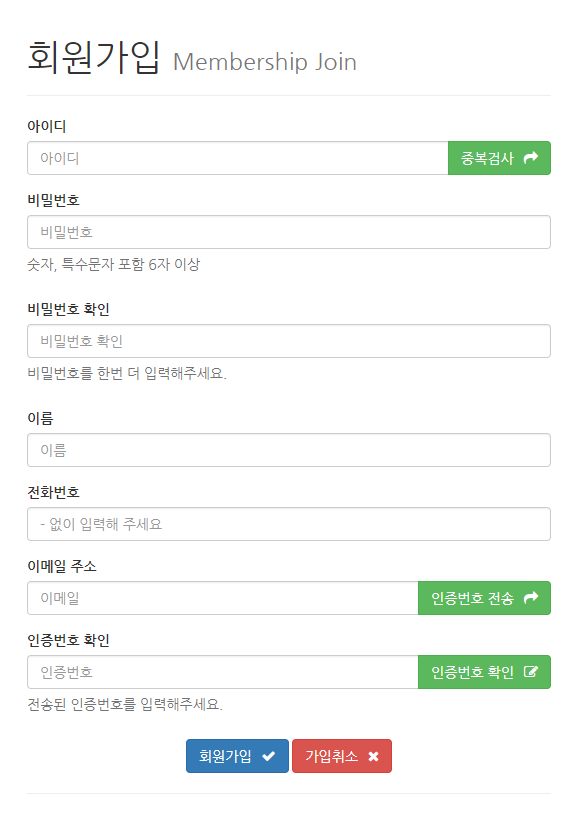 회원가입 Membership Join
아이디
아이디 중복검사
비밀번호
비밀번호
숫자, 특수문자 포함 6자 이상
비밀번호 확인
비밀번호 확인
비밀번호를 한번 더 입력해주세요.
이름
이름
전화번호
- 없이 입력해 주세요
이메일 주소
이메일 인증번호 전송
인증번호 확인
인증번호 인증번호 확인
전송된 인증번호를 입력해주세요.
회원가입 가입취소